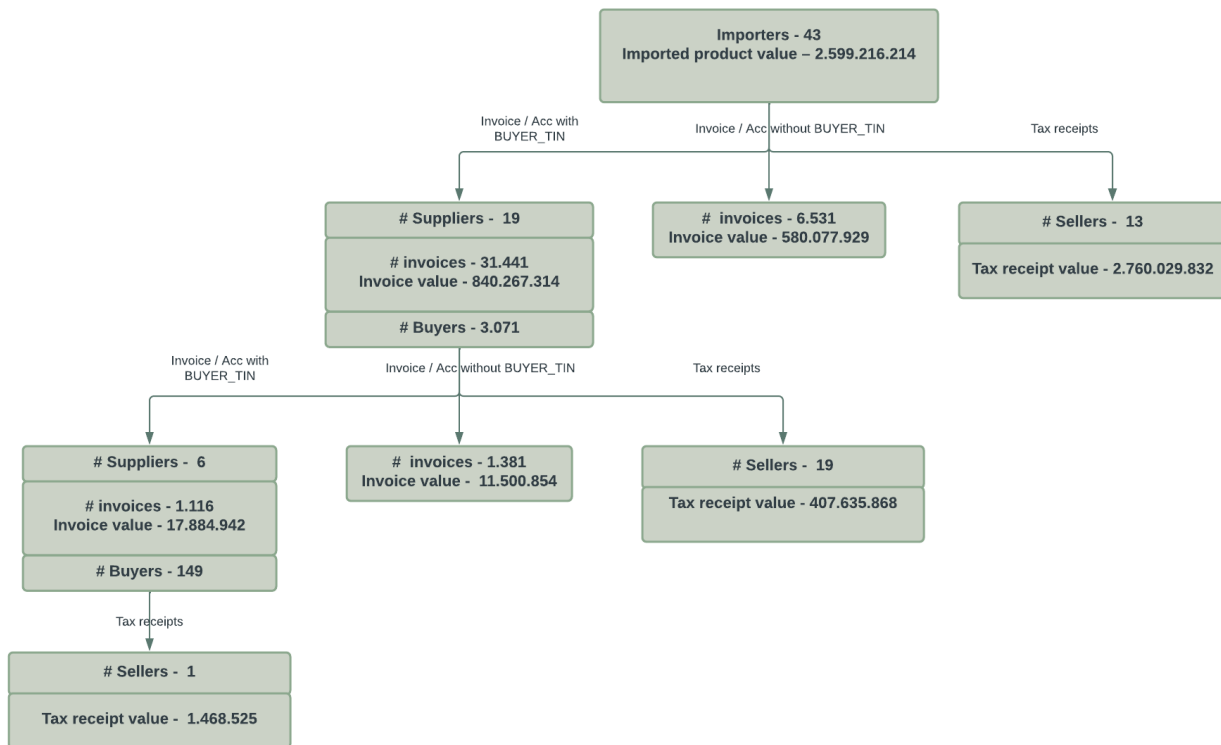 Importers - 43
Imported product value – 2.599.216.214
Invoice / Acc with
BUYER_TIN
Invoice / Acc without BUYER_TIN
Tax receipts
# Suppliers -  19
# invoices - 31.441
Invoice value - 840.267.314
# Buyers - 3.071
#  invoices - 6.531
Invoice value - 580.077.929
# Sellers -  13
Tax receipt value - 2.760.029.832
Invoice / Acc with
BUYER_TIN
Invoice / Acc without BUYER_TIN
Tax receipts
# Suppliers -  6
# invoices - 1.116
Invoice value - 17.884.942
# Buyers - 149
#  invoices - 1.381
Invoice value -  11.500.854
# Sellers -  19
Tax receipt value - 407.635.868
Tax receipts
# Sellers -  1
Tax receipt value -  1.468.525